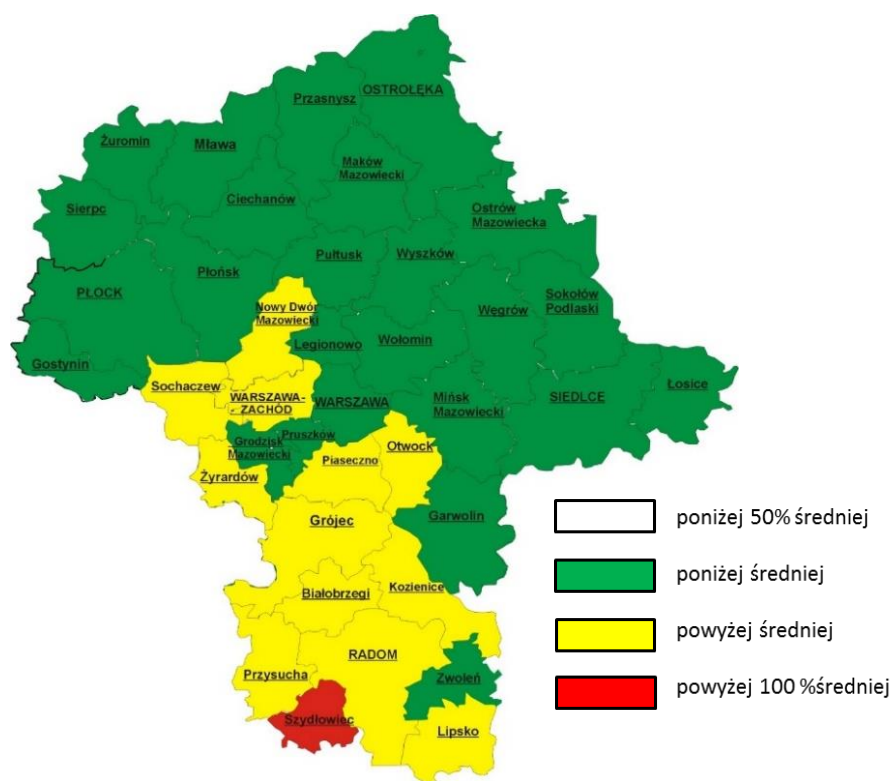 OSTROŁĘKA
Przasnysz
Żuromin
Mława
Maków
Mazowiecki
Ciechanów
Sierpc
Ostrów
Mazowiecka
Pułtusk
Wyszków
Płońsk
PŁOCK
Sokołów
Podlaski
Węgrów
Nowy Dwór
Mazowiecki
Legionowo
Wołomin
Gostynin
Sochaczew
WARSZAWA-
ZACHÓD
WARSZAWA
Mińsk
Mazowiecki
SIEDLCE
Łosice
Grodzisk
Mazowiecki
Pruszków
Piaseczno
Otwock
Żyrardów
Garwolin
Grójec
Białobrzegi
Kozienice
RADOM
Przysucha
Zwoleń
Szydłowiec
Lipsko
poniżej 50% średniej
poniżej średniej
powyżej średniej
powyżej 100 %średniej